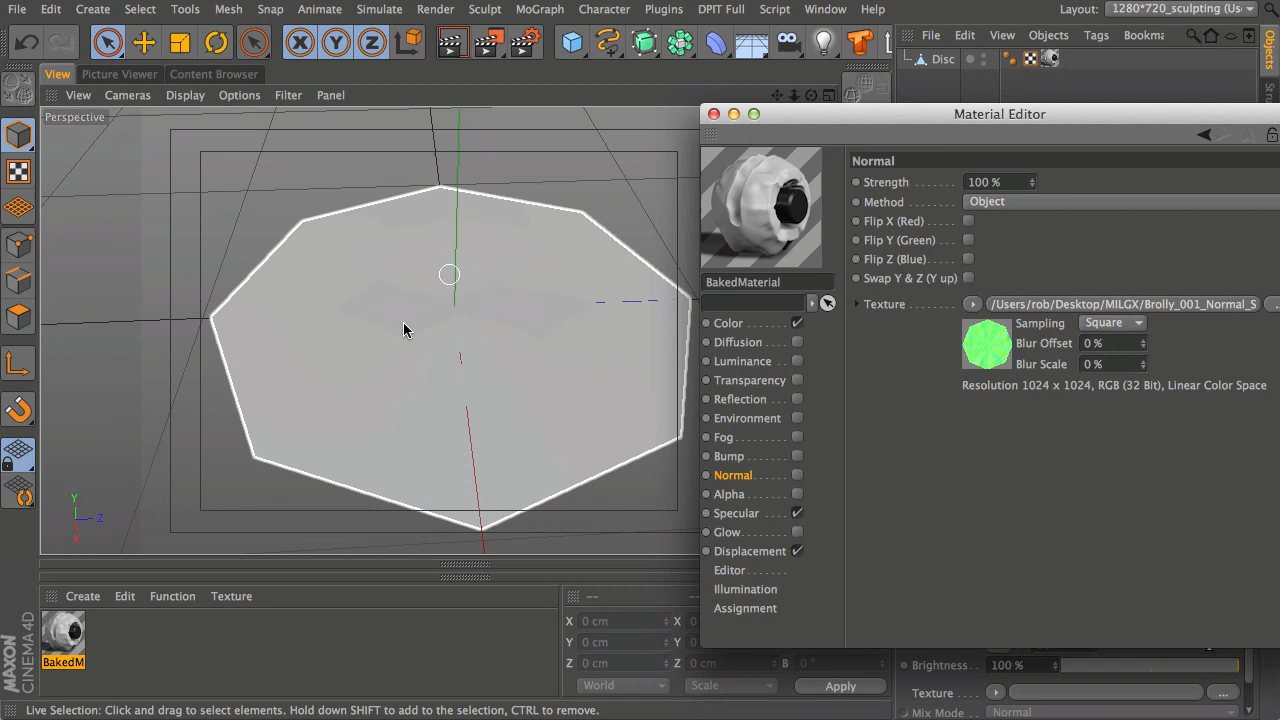 File Edit Create Select Tools Mesh Snap Animate Simulate Render Sculpt MoGraph Character Plugins DPIT Full Script Window Help
Layout: 1280*720_sculpting (Us
X Y Z
File Edit View Objects Tags Bookma
Disc
Objects
View Picture Viewer Content Browser
View Cameras Display Options Filter Panel
Perspective
Y
Z
X
Material Editor
BakedMaterial
Color
Diffusion
Luminance
Transparency
Reflection
Environment
Fog
Bump
Normal
Alpha
Specular
Glow
Displacement
Editor
Illumination
Assignment
Normal
Strength 100 %
Method Object
Flip X (Red)
Flip Y (Green)
Flip Z (Blue)
Swap Y & Z (Y up)
Texture /Users/rob/Desktop/MILGX/Brolly_001_Normal_S
Sampling Square
Blur Offset 0 %
Blur Scale 0 %
Resolution 1024 x 1024, RGB (32 Bit), Linear Color Space
Create Edit Function Texture
BakedM
MAXON
CINEMA 4D
-- --
X 0 cm X 0
Y 0 cm Y 0
Z 0 cm Z 0 cm B 0 °
World Scale Apply
Brightness 100 %
Texture ...
Mix Mode Normal
Live Selection: Click and drag to select elements. Hold down SHIFT to add to the selection, CTRL to remove.